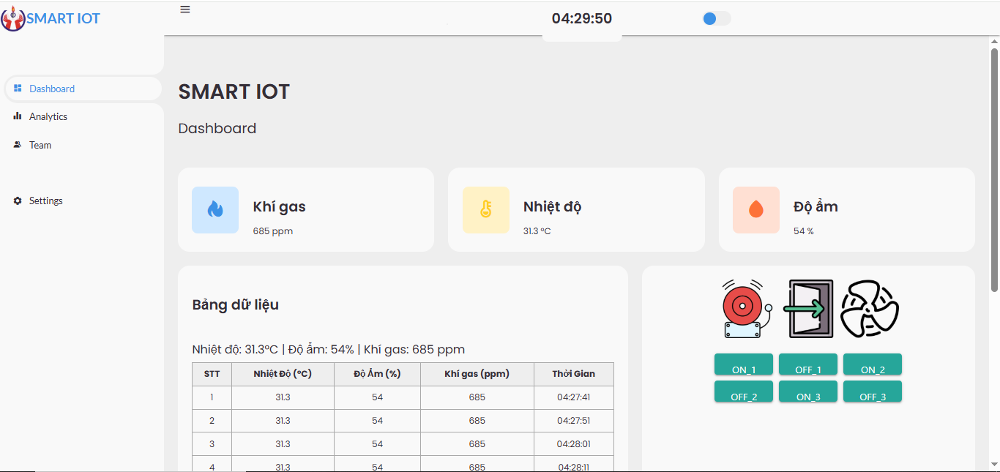 SMART IOT
04:29:50
Dashboard
Analytics
Team
Settings
SMART IOT
Dashboard
Khí gas
685 ppm
Nhiệt độ
31.3 °C
Độ ẩm
54 %
Bảng dữ liệu
Nhiệt độ: 31.3°C | Độ ẩm: 54% | Khí gas: 685 ppm
STT Nhiệt Độ (°C) Độ Ẩm (%) Khí gas (ppm) Thời Gian
1 31.3 54 685 04:27:41
2 31.3 54 685 04:27:51
3 31.3 54 685 04:28:01
4 31.3 54 685 04:28:11
ON_1 OFF_1 ON_2
OFF_2 ON_3 OFF_3